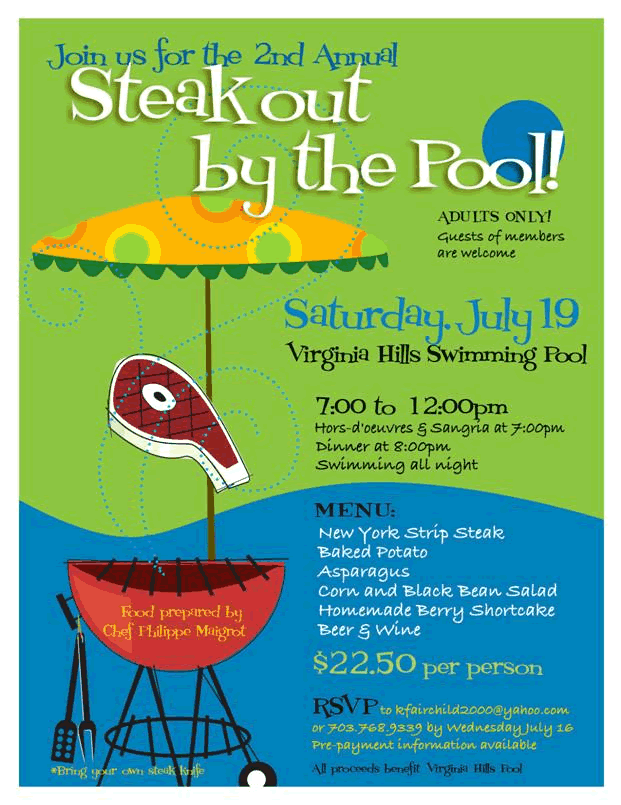 Join us for the 2nd Annual
Steak out
by the Pool!
ADULTS ONLY!
Guests of members
are welcome
Saturday, July 19
Virginia Hills Swimming Pool
7:00 to 12:00pm
Hors-d'oeuvres & Sangria at 7:00pm
Dinner at 8:00pm
Swimming all night
MENU:
New York Strip Steak
Baked Potato
Asparagus
Corn and Black Bean Salad
Homemade Berry Shortcake
Beer & Wine
$22.50 per person
Food prepared by
Chef Philippe Maigrot
RSVP to kfairchild2000@yahoo.com
or 703.768.9339 by Wednesday July 16
Pre-payment information available
*Bring your own steak knife
All proceeds benefit Virginia Hills Pool